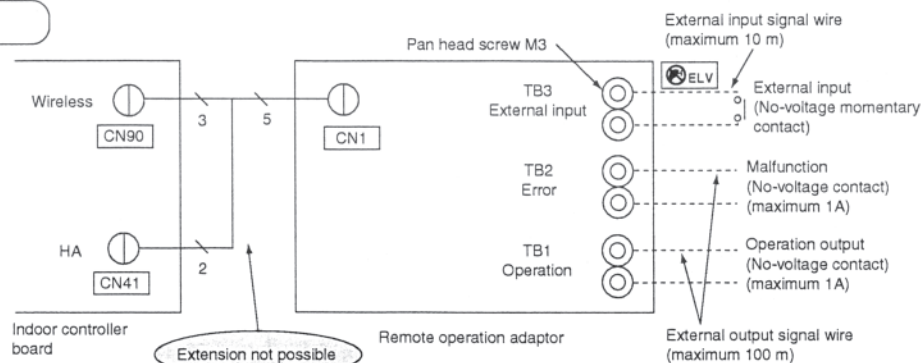 External input signal wire
(maximum 10 m)
Pan head screw M3
ELV
Wireless
CN90
3
5
CN1
TB3
External input
External input
(No-voltage momentary
contact)
TB2
Error
Malfunction
(No-voltage contact)
(maximum 1A)
HA
CN41
2
TB1
Operation
Operation output
(No-voltage contact)
(maximum 1A)
Indoor controller
board
Extension not possible
Remote operation adaptor
External output signal wire
(maximum 100 m)